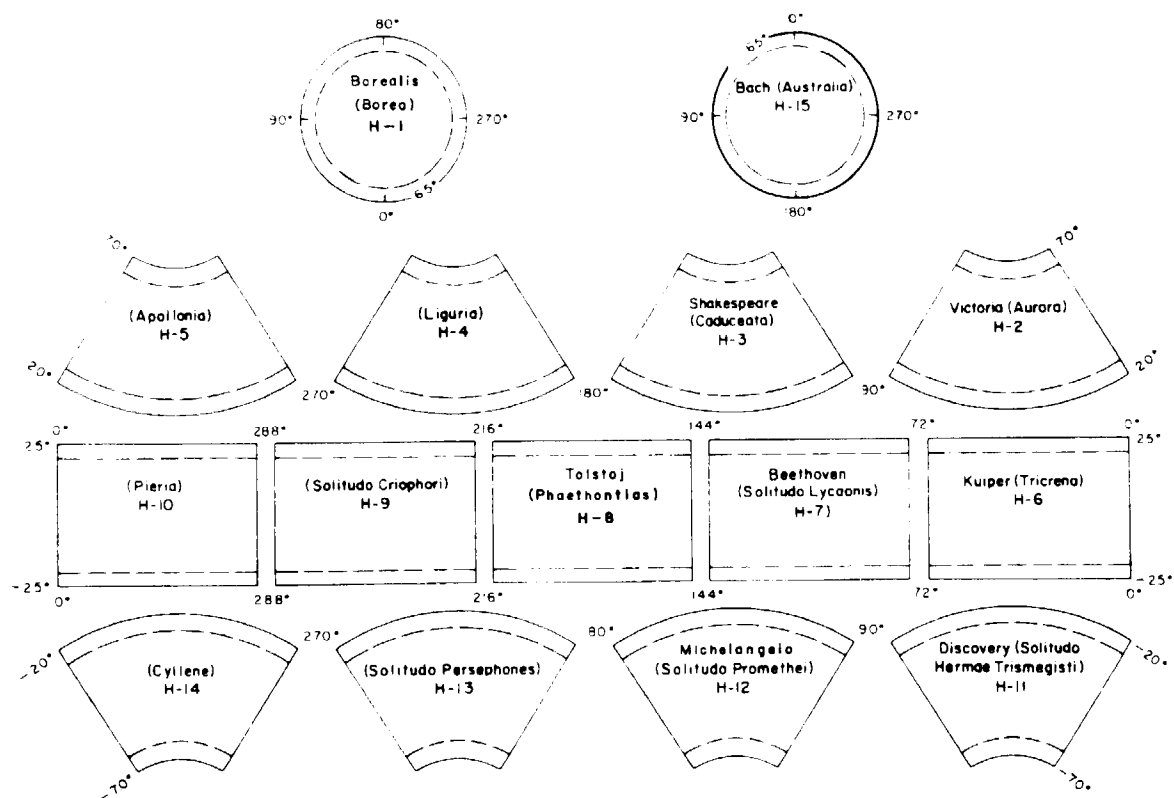 80°
Borealis
(Borea)
H-1
90°
270°
65°
0°
0°
65°
Bach (Australia)
H-15
90°
270°
180°
70°
(Apollonia)
H-5
20°
270°
(Liguria)
H-4
180°
Shakespeare
(Caduceata)
H-3
90°
70°
Victoria (Aurora)
H-2
20°
0°
288°
216°
144°
72°
0°
25°
25°
(Pieria)
H-10
(Solitudo Criophori)
H-9
Tolstoj
(Phaethontias)
H-8
Beethoven
(Solitudo Lycaonis)
H-7)
Kuiper (Tricrena)
H-6
-25°
-25°
0°
288°
216°
144°
72°
0°
-20°
(Cyllene)
H-14
-70°
270°
(Solitudo Persephones)
H-13
80°
Michelangelo
(Solitudo Promethei)
H-12
90°
Discovery (Solitudo
Hermae Trismegisti)
H-11
-20°
-70°